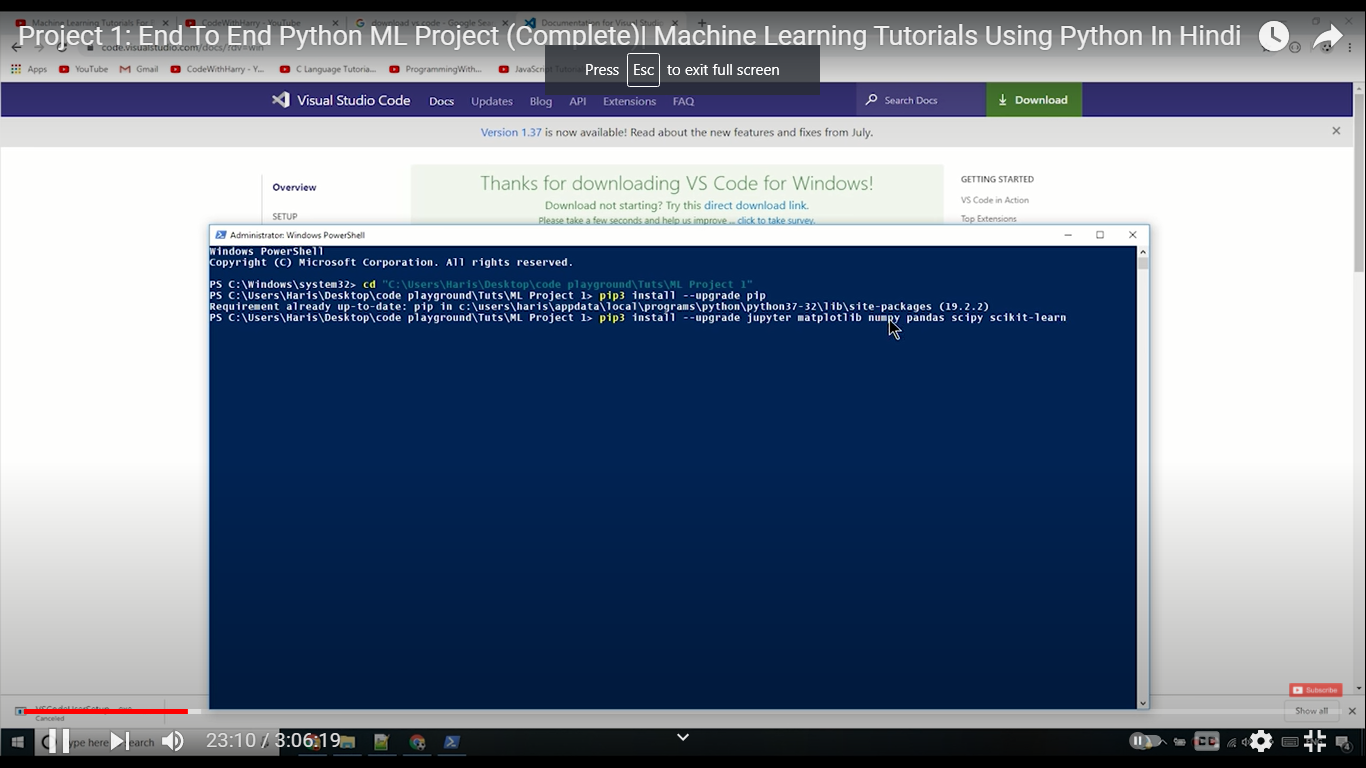 Machine Learning Tutorials For
CodeWithHarry - YouTube
download vs code - Google Sea
Documentation for Visual Studio
Project 1: End To End Python ML Project (Complete)| Machine Learning Tutorials Using Python In Hindi
code.visualstudio.com/docs/?dv=win
Press Esc to exit full screen
Apps
YouTube
Gmail
CodeWithHarry - Y...
C Language Tutoria...
ProgrammingWith...
JavaScript
Visual Studio Code
Docs
Updates
Blog
API
Extensions
FAQ
Search Docs
Download
Version 1.37 is now available! Read about the new features and fixes from July.
Overview
SETUP
Thanks for downloading VS Code for Windows!
Download not starting? Try this direct download link.
Please take a few seconds and help us improve ... click to take survey.
GETTING STARTED
VS Code in Action
Top Extensions
Administrator: Windows PowerShell
Windows PowerShell
Copyright (C) Microsoft Corporation. All rights reserved.
PS C:\Windows\system32> cd "C:\Users\Haris\Desktop\code playground\Tuts\ML Project 1"
PS C:\Users\Haris\Desktop\code playground\Tuts\ML Project 1> pip3 install --upgrade pip
Requirement already up-to-date: pip in c:\users\haris\appdata\local\programs\python\python37-32\lib\site-packages (19.2.2)
PS C:\Users\Haris\Desktop\code playground\Tuts\ML Project 1> pip3 install --upgrade jupyter matplotlib numpy pandas scipy scikit-learn
Subscribe
Canceled
Show all
23:10 / 3:06:19
ype here search
CC